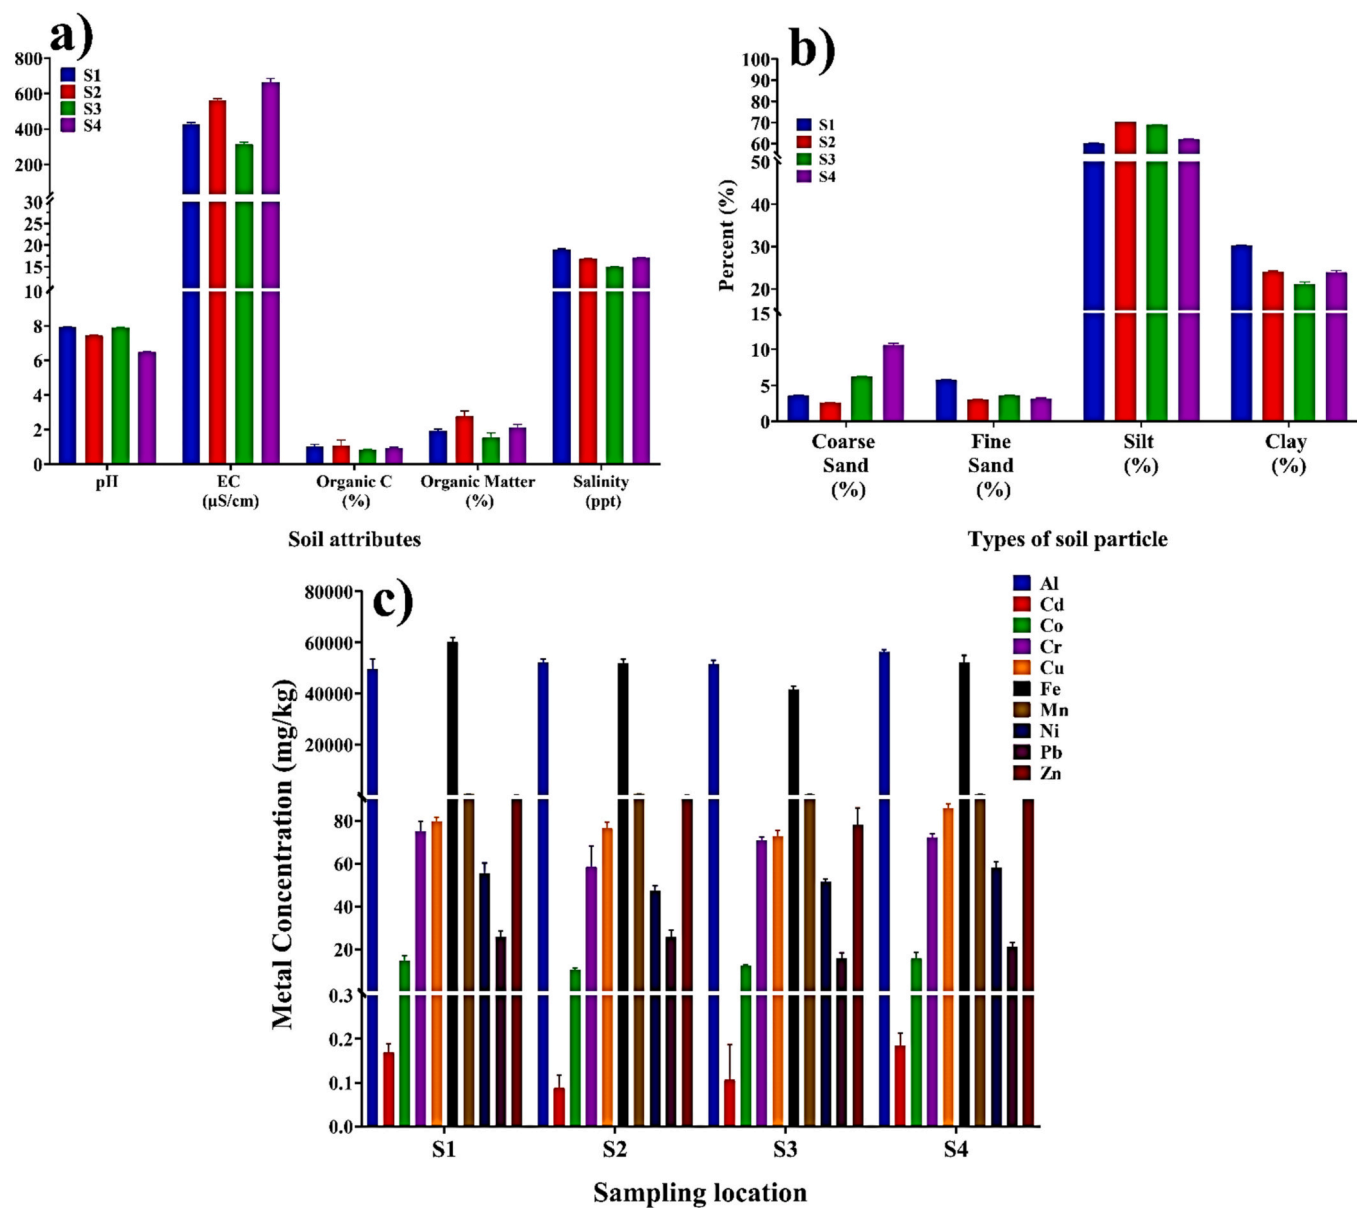 a)
800
600
400
200
30
25
20
15
10
8
6
4
2
0
S1
S2
S3
S4
pH
EC
(µS/cm)
Organic C
(%)
Organic Matter
(%)
Salinity
(ppt)
Soil attributes
b)
Percent (%)
100
90
80
70
60
50
40
30
20
15
10
5
0
S1
S2
S3
S4
Coarse
Sand
(%)
Fine
Sand
(%)
Silt
(%)
Clay
(%)
Types of soil particle
c)
Metal Concentration (mg/kg)
80000
60000
40000
20000
80
60
40
20
0.3
0.2
0.1
0.0
Al
Cd
Co
Cr
Cu
Fe
Mn
Ni
Pb
Zn
S1
S2
S3
S4
Sampling location